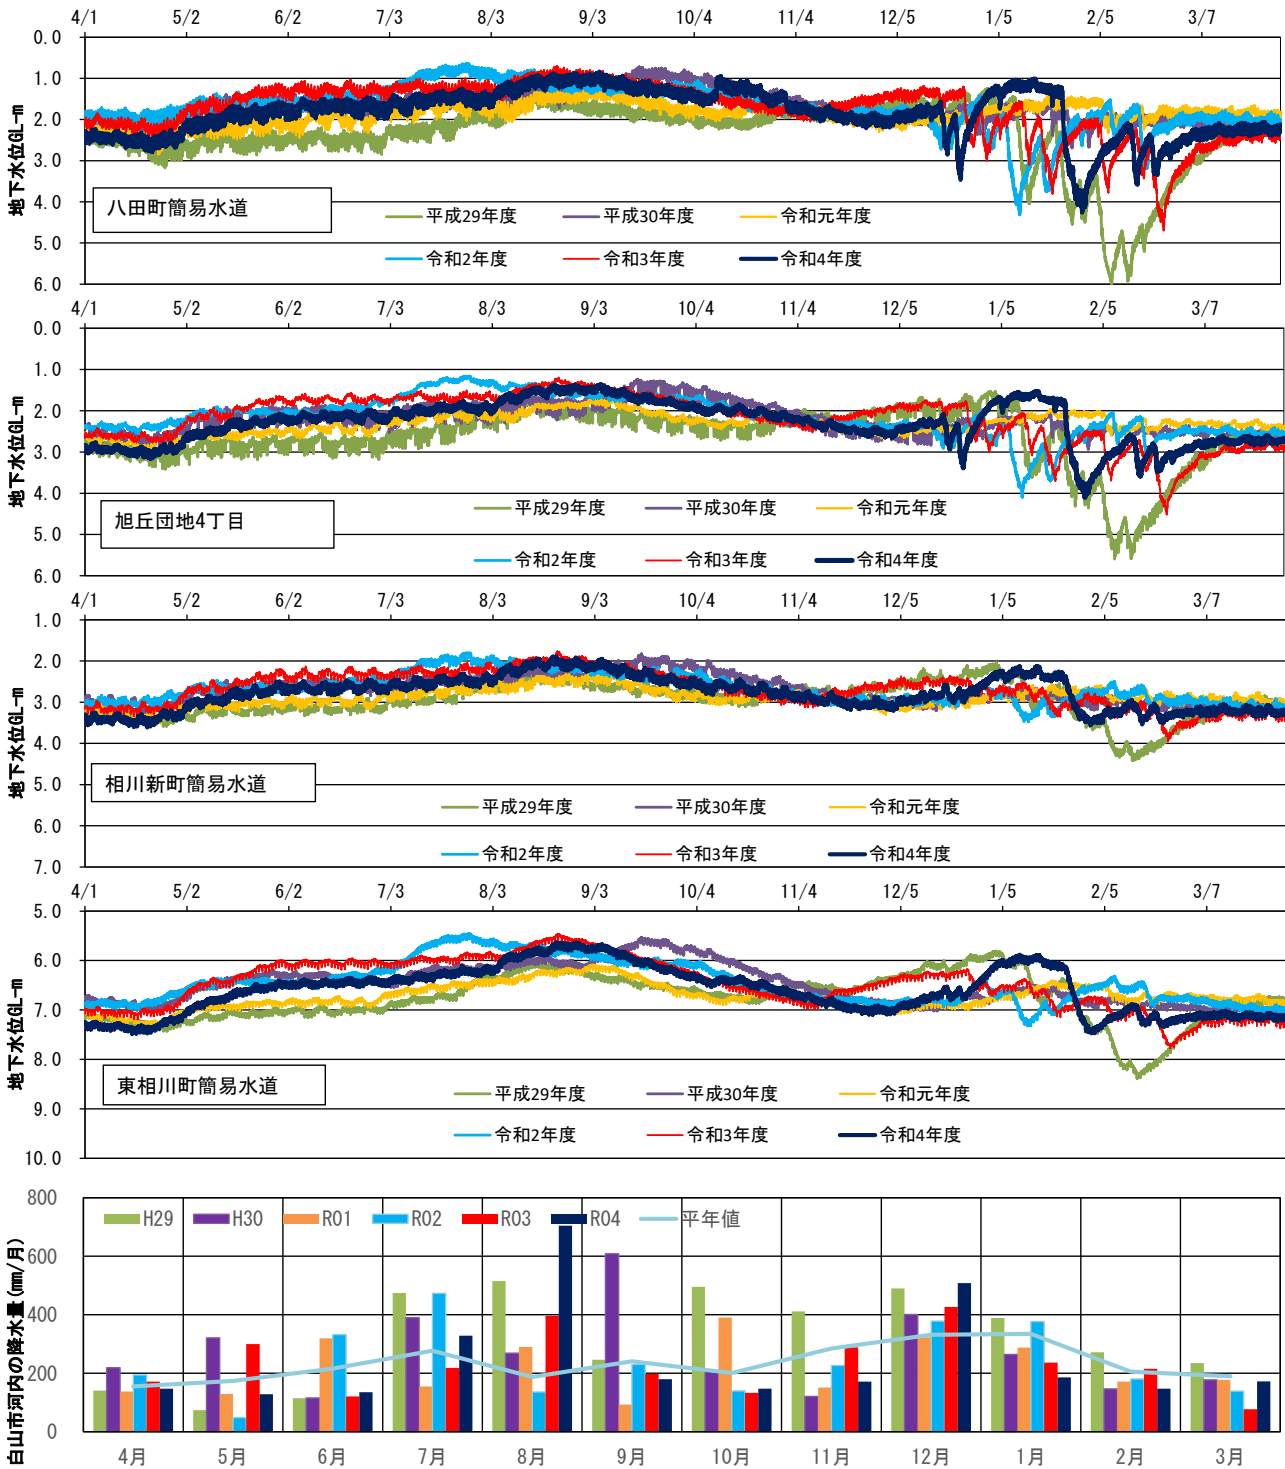 4/1 5/2 6/2 7/3 8/3 9/3 10/4 11/4 12/5 1/5 2/5 3/7
0.0
1.0
2.0
3.0
4.0
5.0
6.0
地下水位GL-m
八田町簡易水道
平成29年度 平成30年度 令和元年度
令和2年度 令和3年度 令和4年度
4/1 5/2 6/2 7/3 8/3 9/3 10/4 11/4 12/5 1/5 2/5 3/7
0.0
1.0
2.0
3.0
4.0
5.0
6.0
地下水位GL-m
旭丘団地4丁目
平成29年度 平成30年度 令和元年度
令和2年度 令和3年度 令和4年度
4/1 5/2 6/2 7/3 8/3 9/3 10/4 11/4 12/5 1/5 2/5 3/7
1.0
2.0
3.0
4.0
5.0
6.0
7.0
地下水位GL-m
相川新町簡易水道
平成29年度 平成30年度 令和元年度
令和2年度 令和3年度 令和4年度
4/1 5/2 6/2 7/3 8/3 9/3 10/4 11/4 12/5 1/5 2/5 3/7
5.0
6.0
7.0
8.0
9.0
10.0
地下水位GL-m
東相川町簡易水道
平成29年度 平成30年度 令和元年度
令和2年度 令和3年度 令和4年度
800
600
400
200
0
白山市河内の降水量(mm/月)
H29 H30 R01 R02 R03 R04 平年値
4月 5月 6月 7月 8月 9月 10月 11月 12月 1月 2月 3月